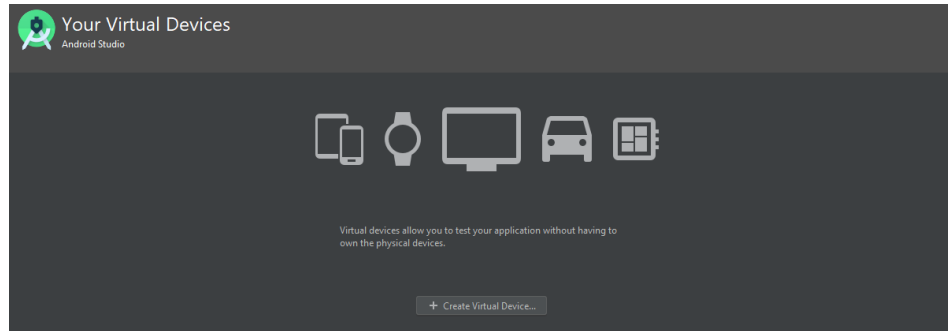 Your Virtual Devices
Android Studio
Virtual devices allow you to test your application without having to
own the physical devices.
+ Create Virtual Device...